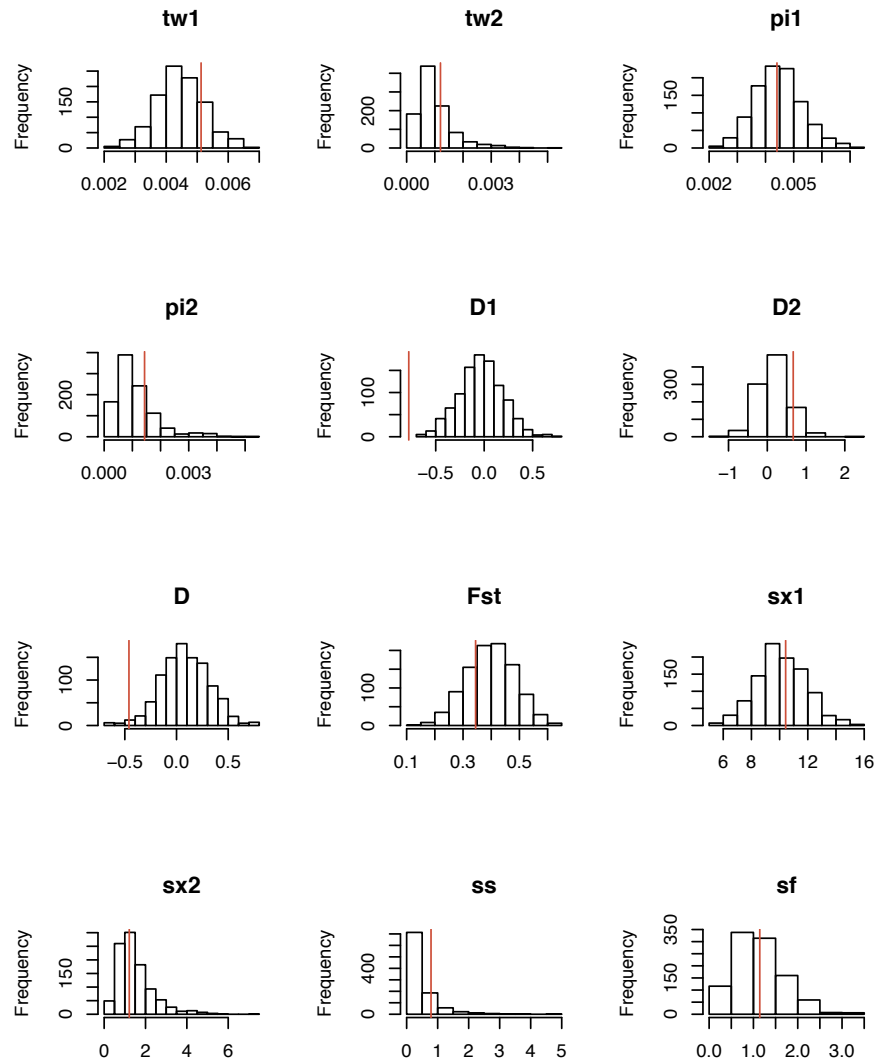 tw1
Frequency
0 150
0.002 0.004 0.006
tw2
Frequency
0 200
0.000 0.003
pi1
Frequency
0 150
0.002 0.005
pi2
Frequency
0 200
0.000 0.003
D1
Frequency
0 100
−0.5 0.0 0.5
D2
Frequency
0 300
−1 0 1 2
D
Frequency
0 100
−0.5 0.0 0.5
Fst
Frequency
0 100
0.1 0.3 0.5
sx1
Frequency
0 150
6 8 12 16
sx2
Frequency
0 150
0 2 4 6
ss
Frequency
0 400
0 1 2 3 4 5
sf
Frequency
0 150 350
0.0 1.0 2.0 3.0